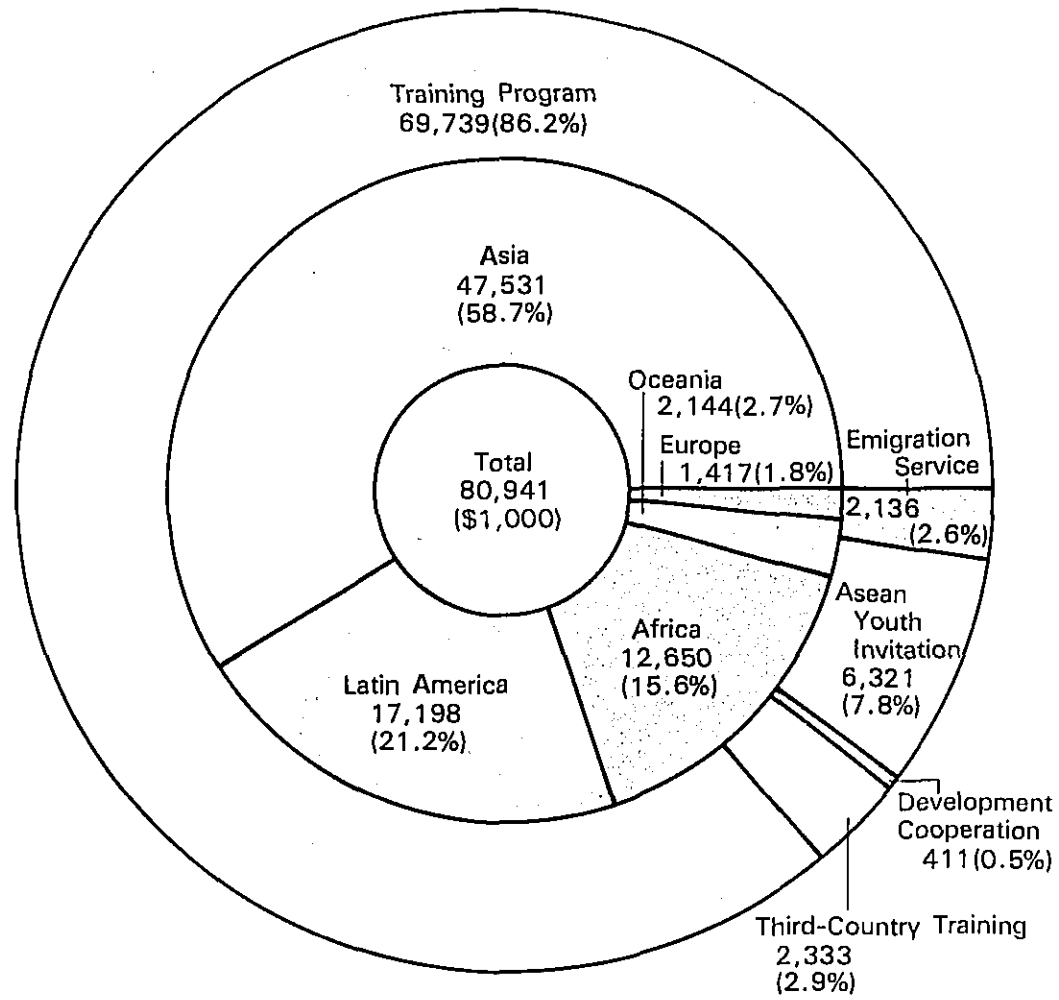 Training Program
69,739(86.2%)
Asia
47,531
(58.7%)
Oceania
2,144(2.7%)
Europe
1,417(1.8%)
Emigration
Service
2,136
(2.6%)
Total
80,941
($1,000)
Asean
Youth
Invitation
6,321
(7.8%)
Africa
12,650
(15.6%)
Latin America
17,198
(21.2%)
Development
Cooperation
411(0.5%)
Third-Country Training
2,333
(2.9%)